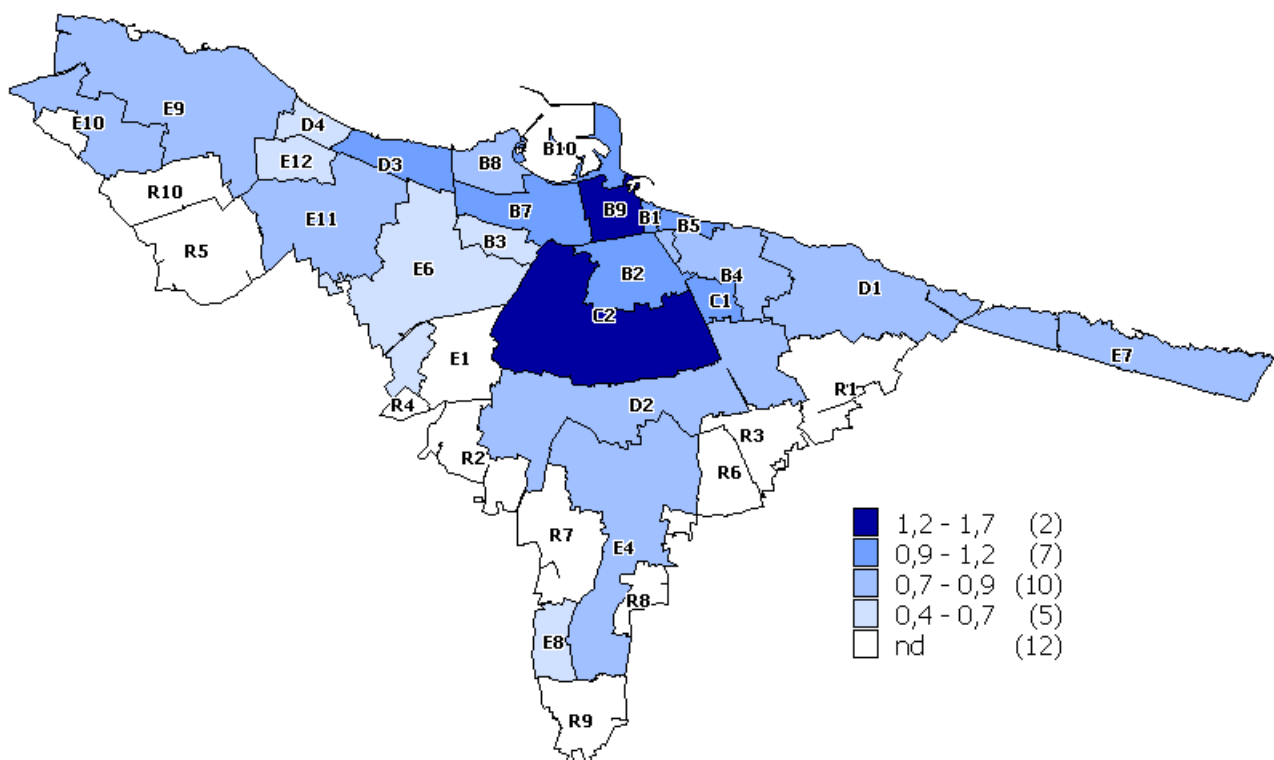 E9
E10
D4
E12
D3
B8
B10
R10
E11
B7
B9
B1
B5
R5
B3
E6
B2
B4
D1
C1
C2
E1
E7
R4
D2
R1
R3
R2
R6
R7
E4
R8
E8
R9
1,2 - 1,7 (2)
0,9 - 1,2 (7)
0,7 - 0,9 (10)
0,4 - 0,7 (5)
nd (12)